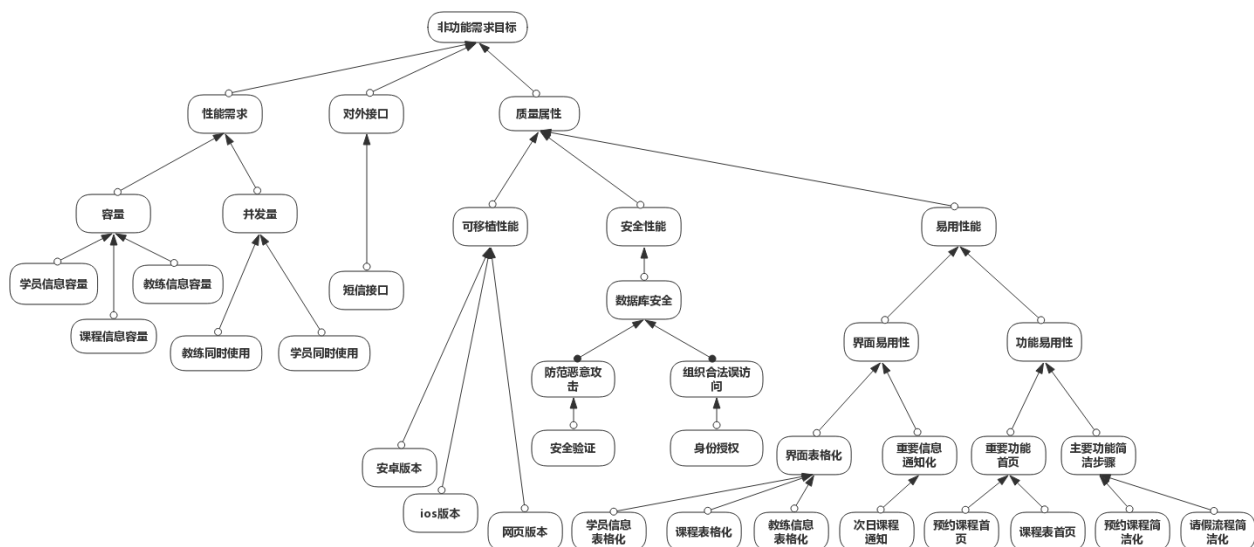 非功能需求目标
性能需求
对外接口
质量属性
容量
并发量
可移植性能
安全性能
易用性能
学员信息容量
教练信息容量
短信接口
数据库安全
课程信息容量
教练同时使用
学员同时使用
界面易用性
功能易用性
防范恶意攻
击
组织合法误访
问
安全验证
身份授权
界面表格化
重要信息
通知化
重要功能
首页
主要功能简
洁步骤
安卓版本
ios版本
网页版本
学员信息
表格化
课程表格化
教练信息
表格化
次日课程
通知
预约课程首
页
课程表首页
预约课程简
洁化
请假流程简
洁化